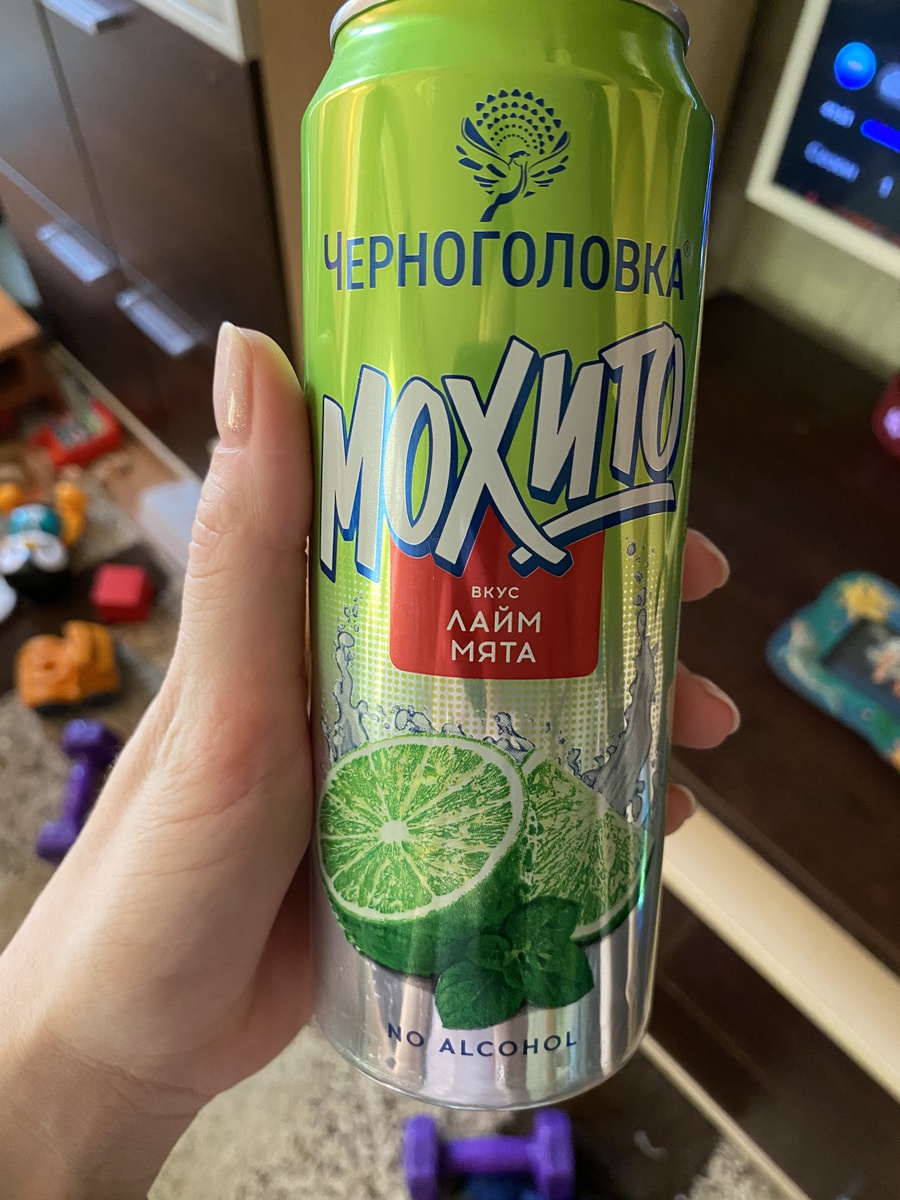 ЧЕРНОГОЛОВКА®
МОХИТО
ВКУС
ЛАЙМ
МЯТА
NO ALCOHOL